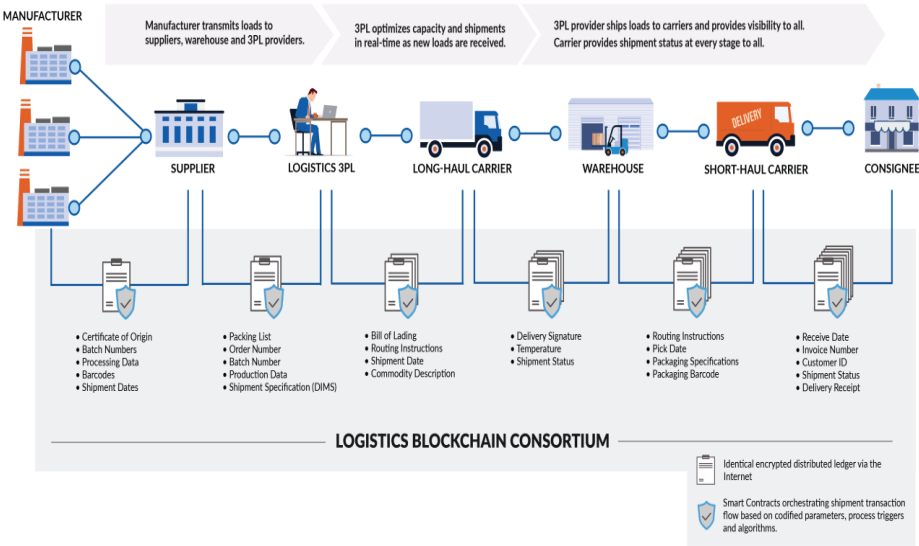 MANUFACTURER
Manufacturer transmits loads to
suppliers, warehouse and 3PL providers.
3PL optimizes capacity and shipments
in real-time as new loads are received.
3PL provider ships loads to carriers and provides visibility to all.
Carrier provides shipment status at every stage to all.
DELIVERY
SUPPLIER
LOGISTICS 3PL
LONG-HAUL CARRIER
WAREHOUSE
SHORT-HAUL CARRIER
CONSIGNEE
• Certificate of Origin
• Batch Numbers
• Processing Data
• Barcodes
• Shipment Dates
• Packing List
• Order Number
• Batch Number
• Production Data
• Shipment Specification (DIMS)
• Bill of Lading
• Routing Instructions
• Shipment Date
• Commodity Description
• Delivery Signature
• Temperature
• Shipment Status
• Routing Instructions
• Pick Date
• Packaging Specifications
• Packaging Barcode
• Receive Date
• Invoice Number
• Customer ID
• Shipment Status
• Delivery Receipt
LOGISTICS BLOCKCHAIN CONSORTIUM
Identical encrypted distributed ledger via the
Internet
Smart Contracts orchestrating shipment transaction
flow based on codified parameters, process triggers
and algorithms.